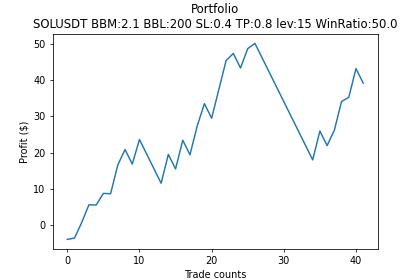 Portfolio
SOLUSDT BBM:2.1 BBL:200 SL:0.4 TP:0.8 lev:15 WinRatio:50.0
50
40
30
20
10
0
Profit ($)
0 10 20 30 40
Trade counts